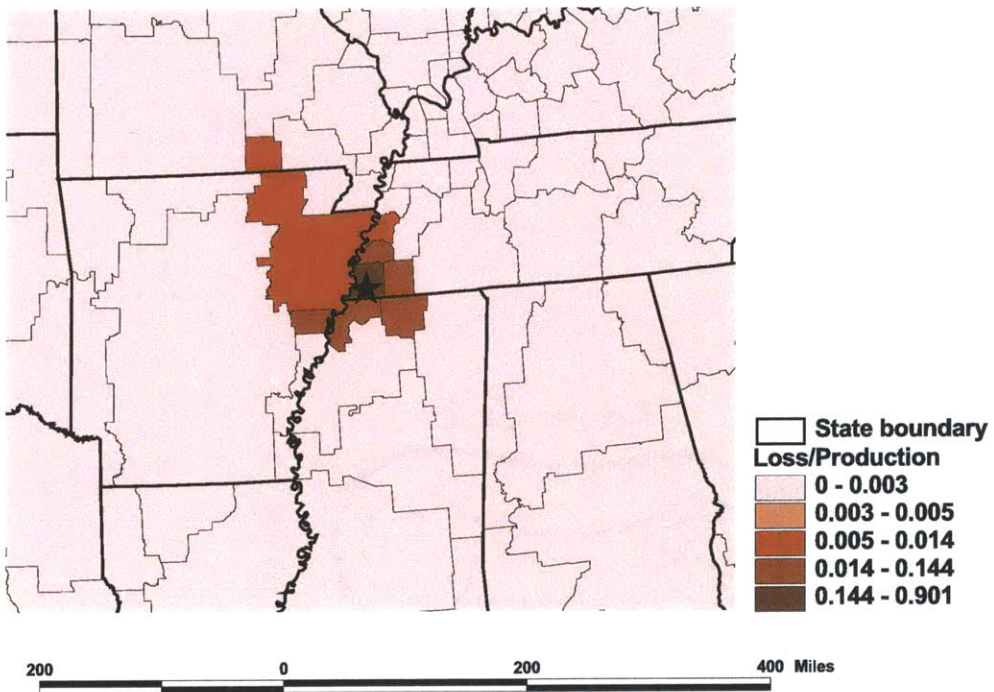 State boundary
Loss/Production
0 - 0.003
0.003 - 0.005
0.005 - 0.014
0.014 - 0.144
0.144 - 0.901
200 0 200 400 Miles